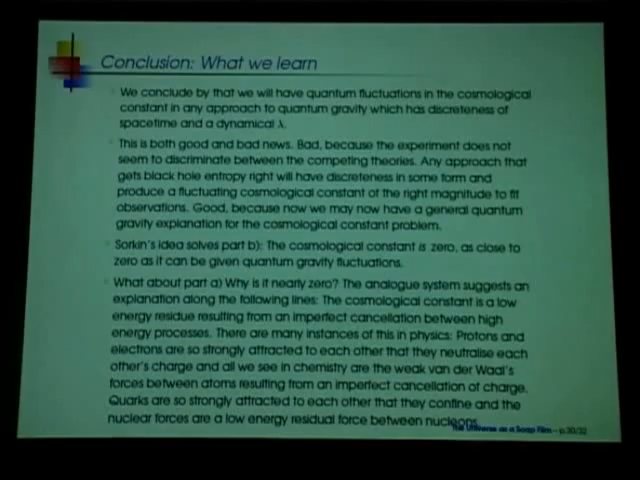 Conclusion: What we learn
We conclude by that we will have quantum fluctuations in the cosmological
constant in any approach to quantum gravity which has discreteness of
spacetime and a dynamical λ.
This is both good and bad news. Bad, because the experiment does not
seem to discriminate between the competing theories. Any approach that
gets black hole entropy right will have discreteness in some form and
produce a fluctuating cosmological constant of the right magnitude to fit
observations. Good, because now we may now have a general quantum
gravity explanation for the cosmological constant problem.
Sorkin's idea solves part b): The cosmological constant is zero, as close to
zero as it can be given quantum gravity fluctuations.
What about part a) Why is it nearly zero? The analogue system suggests an
explanation along the following lines: The cosmological constant is a low
energy residue resulting from an imperfect cancellation between high
energy processes. There are many instances of this in physics: Protons and
electrons are so strongly attracted to each other that they neutralise each
other's charge and all we see in chemistry are the weak van der Waal's
forces between atoms resulting from an imperfect cancellation of charge.
Quarks are so strongly attracted to each other that they confine and the
nuclear forces are a low energy residual force between nucleons.
The Universe as a Soap Film – p.30/32